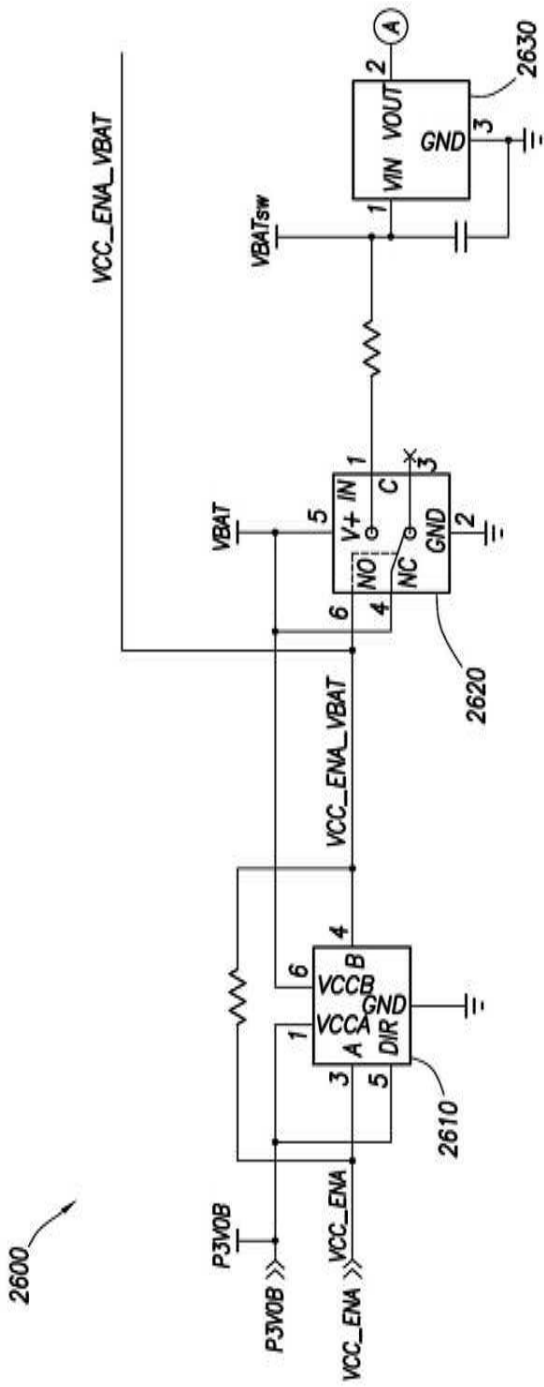 2600
P3V0B
P3V0B
VCC_ENA
VCC_ENA
1
VCCA
6
VCCB
3
A
B
4
5
DIR
GND
2610
VCC_ENA_VBAT
VCC_ENA_VBAT
VBAT
5
V+
IN
1
6
NO
4
NC
C
3
GND
2
2620
VBATsw
1
VIN
VOUT
2
GND
3
2630
A